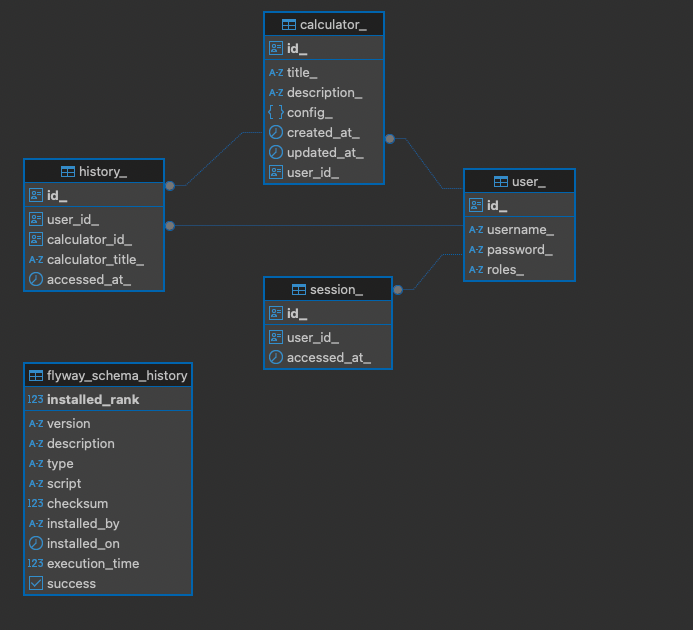 calculator_
id_
A-Z title_
A-Z description_
{ } config_
created_at_
updated_at_
user_id_
history_
id_
user_id_
calculator_id_
A-Z calculator_title_
accessed_at_
user_
id_
A-Z username_
A-Z password_
A-Z roles_
session_
id_
user_id_
accessed_at_
flyway_schema_history
123 installed_rank
A-Z version
A-Z description
A-Z type
A-Z script
123 checksum
A-Z installed_by
installed_on
123 execution_time
success